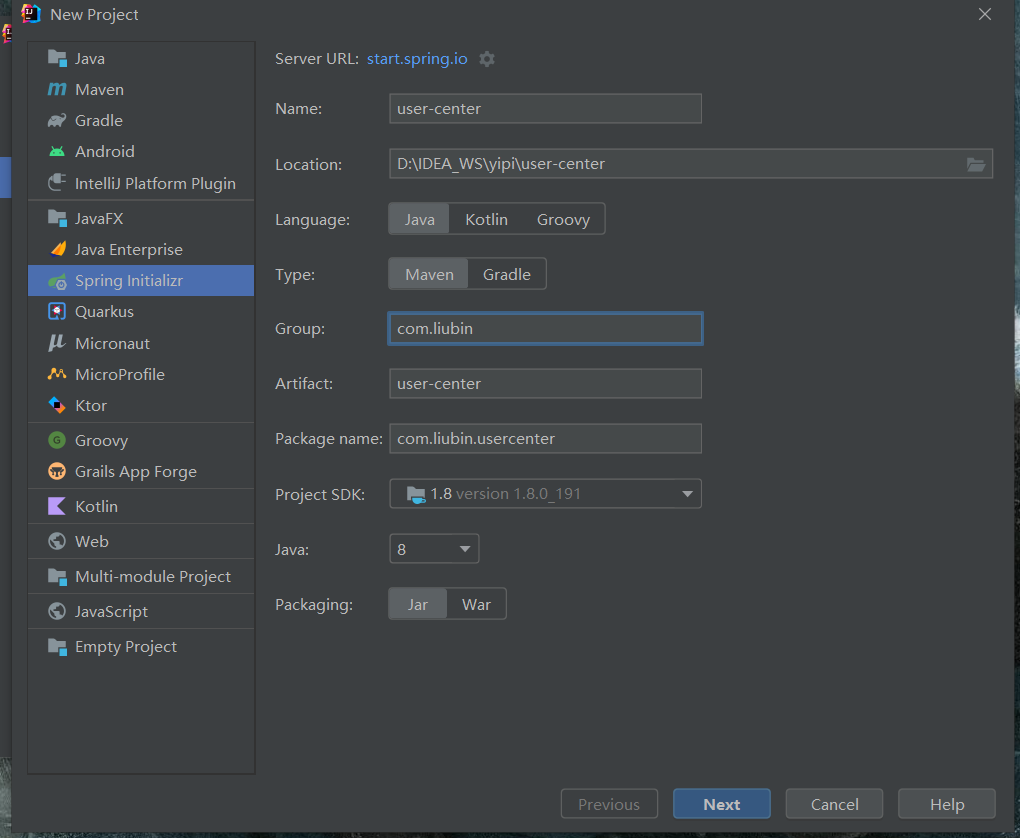 New Project
Java
Maven
Gradle
Android
IntelliJ Platform Plugin
JavaFX
Java Enterprise
Spring Initializr
Quarkus
Micronaut
MicroProfile
Ktor
Groovy
Grails App Forge
Kotlin
Web
Multi-module Project
JavaScript
Empty Project
Server URL: start.spring.io
Name: user-center
Location: D:\IDEA_WS\yipi\user-center
Language: Java Kotlin Groovy
Type: Maven Gradle
Group: com.liubin
Artifact: user-center
Package name: com.liubin.usercenter
Project SDK: 1.8 version 1.8.0_191
Java: 8
Packaging: Jar War
Previous Next Cancel Help